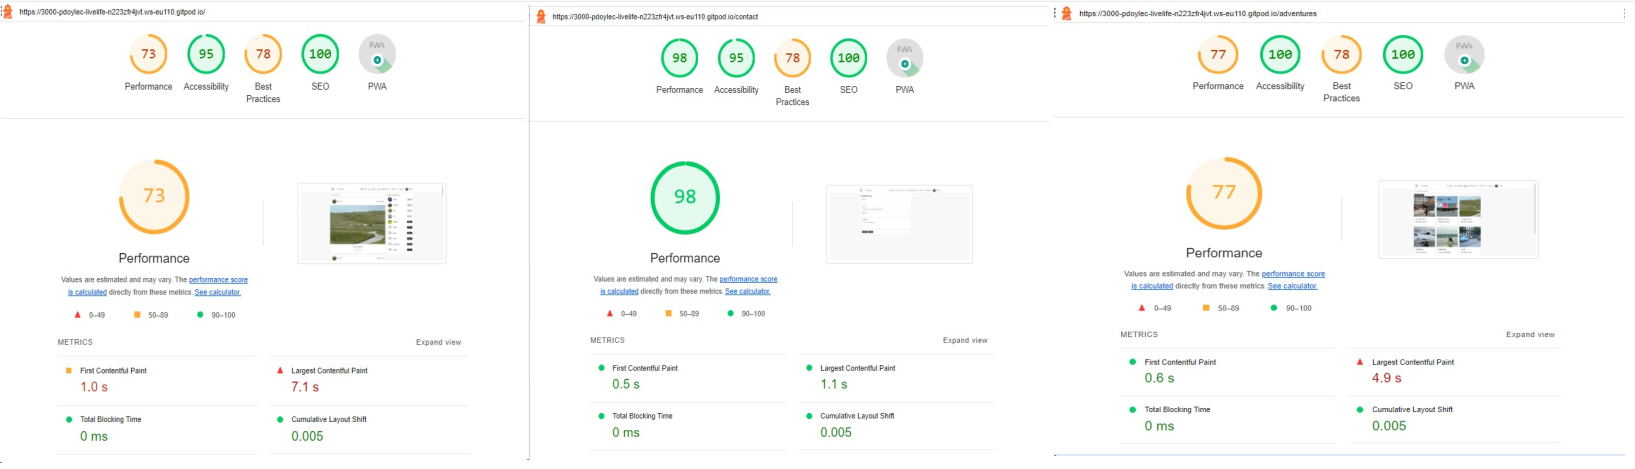 https://3000-pdoylec-livelife-n223zfr4jvt.ws-eu110.gitpod.io/
73
95
78
100
PWA
Performance
Accessibility
Best
Practices
SEO
PWA
73
Performance
Values are estimated and may vary. The performance score
is calculated directly from these metrics. See calculator.
0–49
50–89
90–100
METRICS
Expand view
First Contentful Paint
1.0 s
Largest Contentful Paint
7.1 s
Total Blocking Time
0 ms
Cumulative Layout Shift
0.005
https://3000-pdoylec-livelife-n223zfr4jvt.ws-eu110.gitpod.io/contact
98
95
78
100
PWA
Performance
Accessibility
Best
Practices
SEO
PWA
98
Performance
Values are estimated and may vary. The performance score
is calculated directly from these metrics. See calculator.
0–49
50–89
90–100
METRICS
Expand view
First Contentful Paint
0.5 s
Largest Contentful Paint
1.1 s
Total Blocking Time
0 ms
Cumulative Layout Shift
0.005
https://3000-pdoylec-livelife-n223zfr4jvt.ws-eu110.gitpod.io/adventures
77
100
78
100
PWA
Performance
Accessibility
Best
Practices
SEO
PWA
77
Performance
Values are estimated and may vary. The performance score
is calculated directly from these metrics. See calculator.
0–49
50–89
90–100
METRICS
Expand view
First Contentful Paint
0.6 s
Largest Contentful Paint
4.9 s
Total Blocking Time
0 ms
Cumulative Layout Shift
0.005